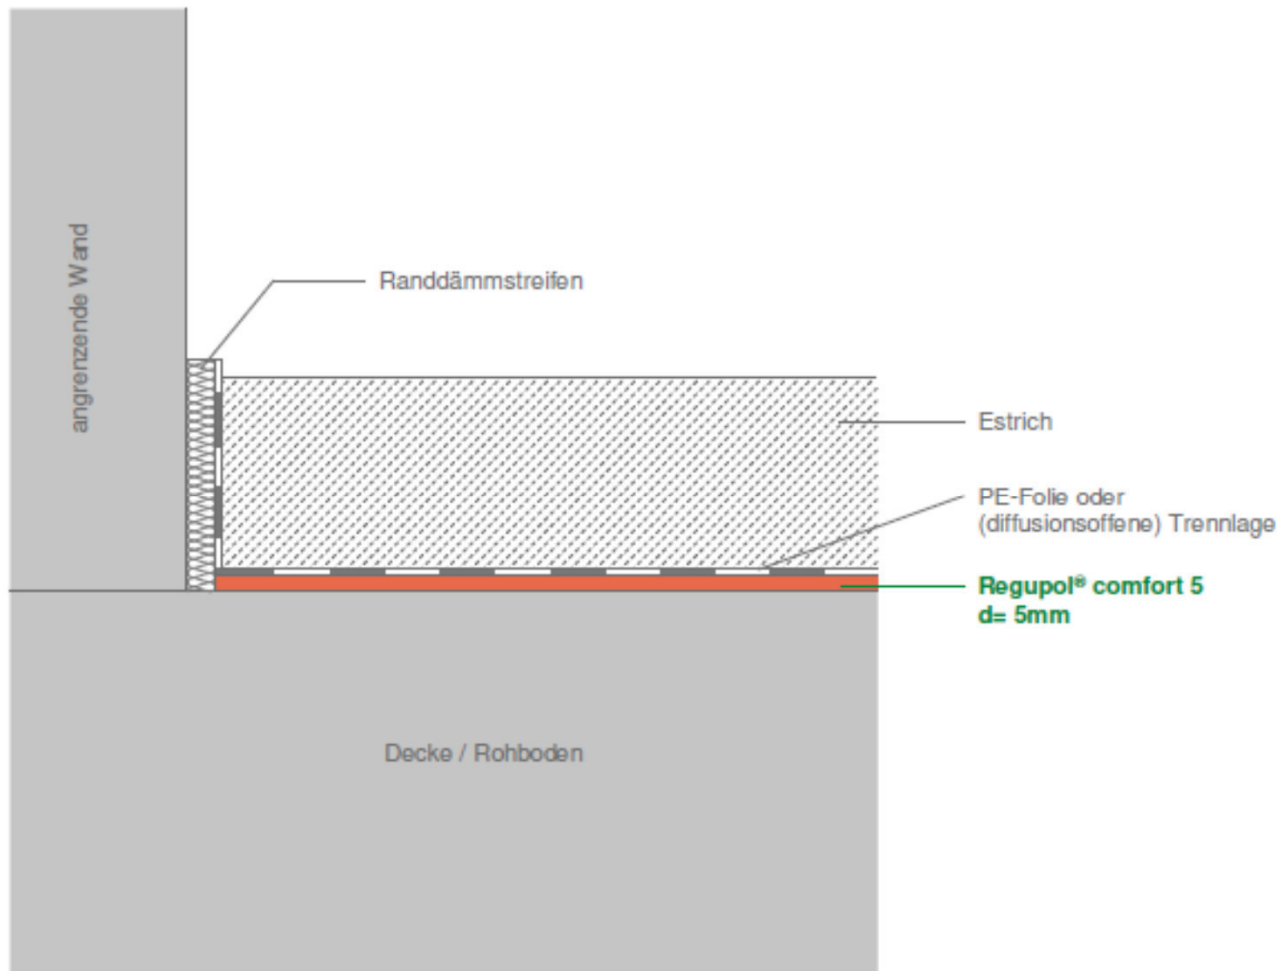 angrenzende Wand
Randdämmstreifen
Estrich
PE-Folie oder
(diffusionsoffene) Trennlage
Regupol® comfort 5
d= 5mm
Decke / Rohboden